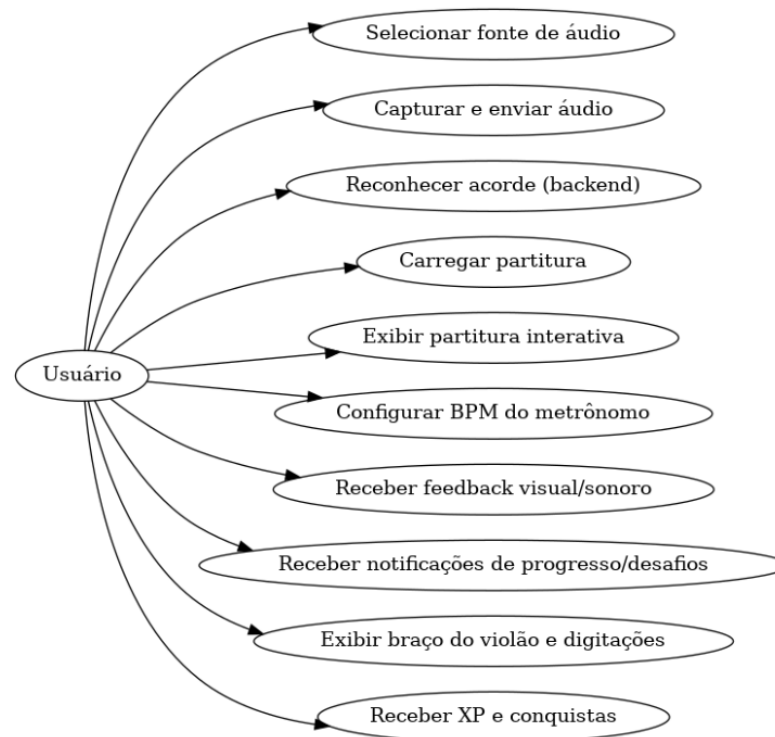 Selecionar fonte de áudio
Capturar e enviar áudio
Reconhecer acorde (backend)
Carregar partitura
Exibir partitura interativa
Usuário
Configurar BPM do metrônomo
Receber feedback visual/sonoro
Receber notificações de progresso/desafios
Exibir braço do violão e digitações
Receber XP e conquistas